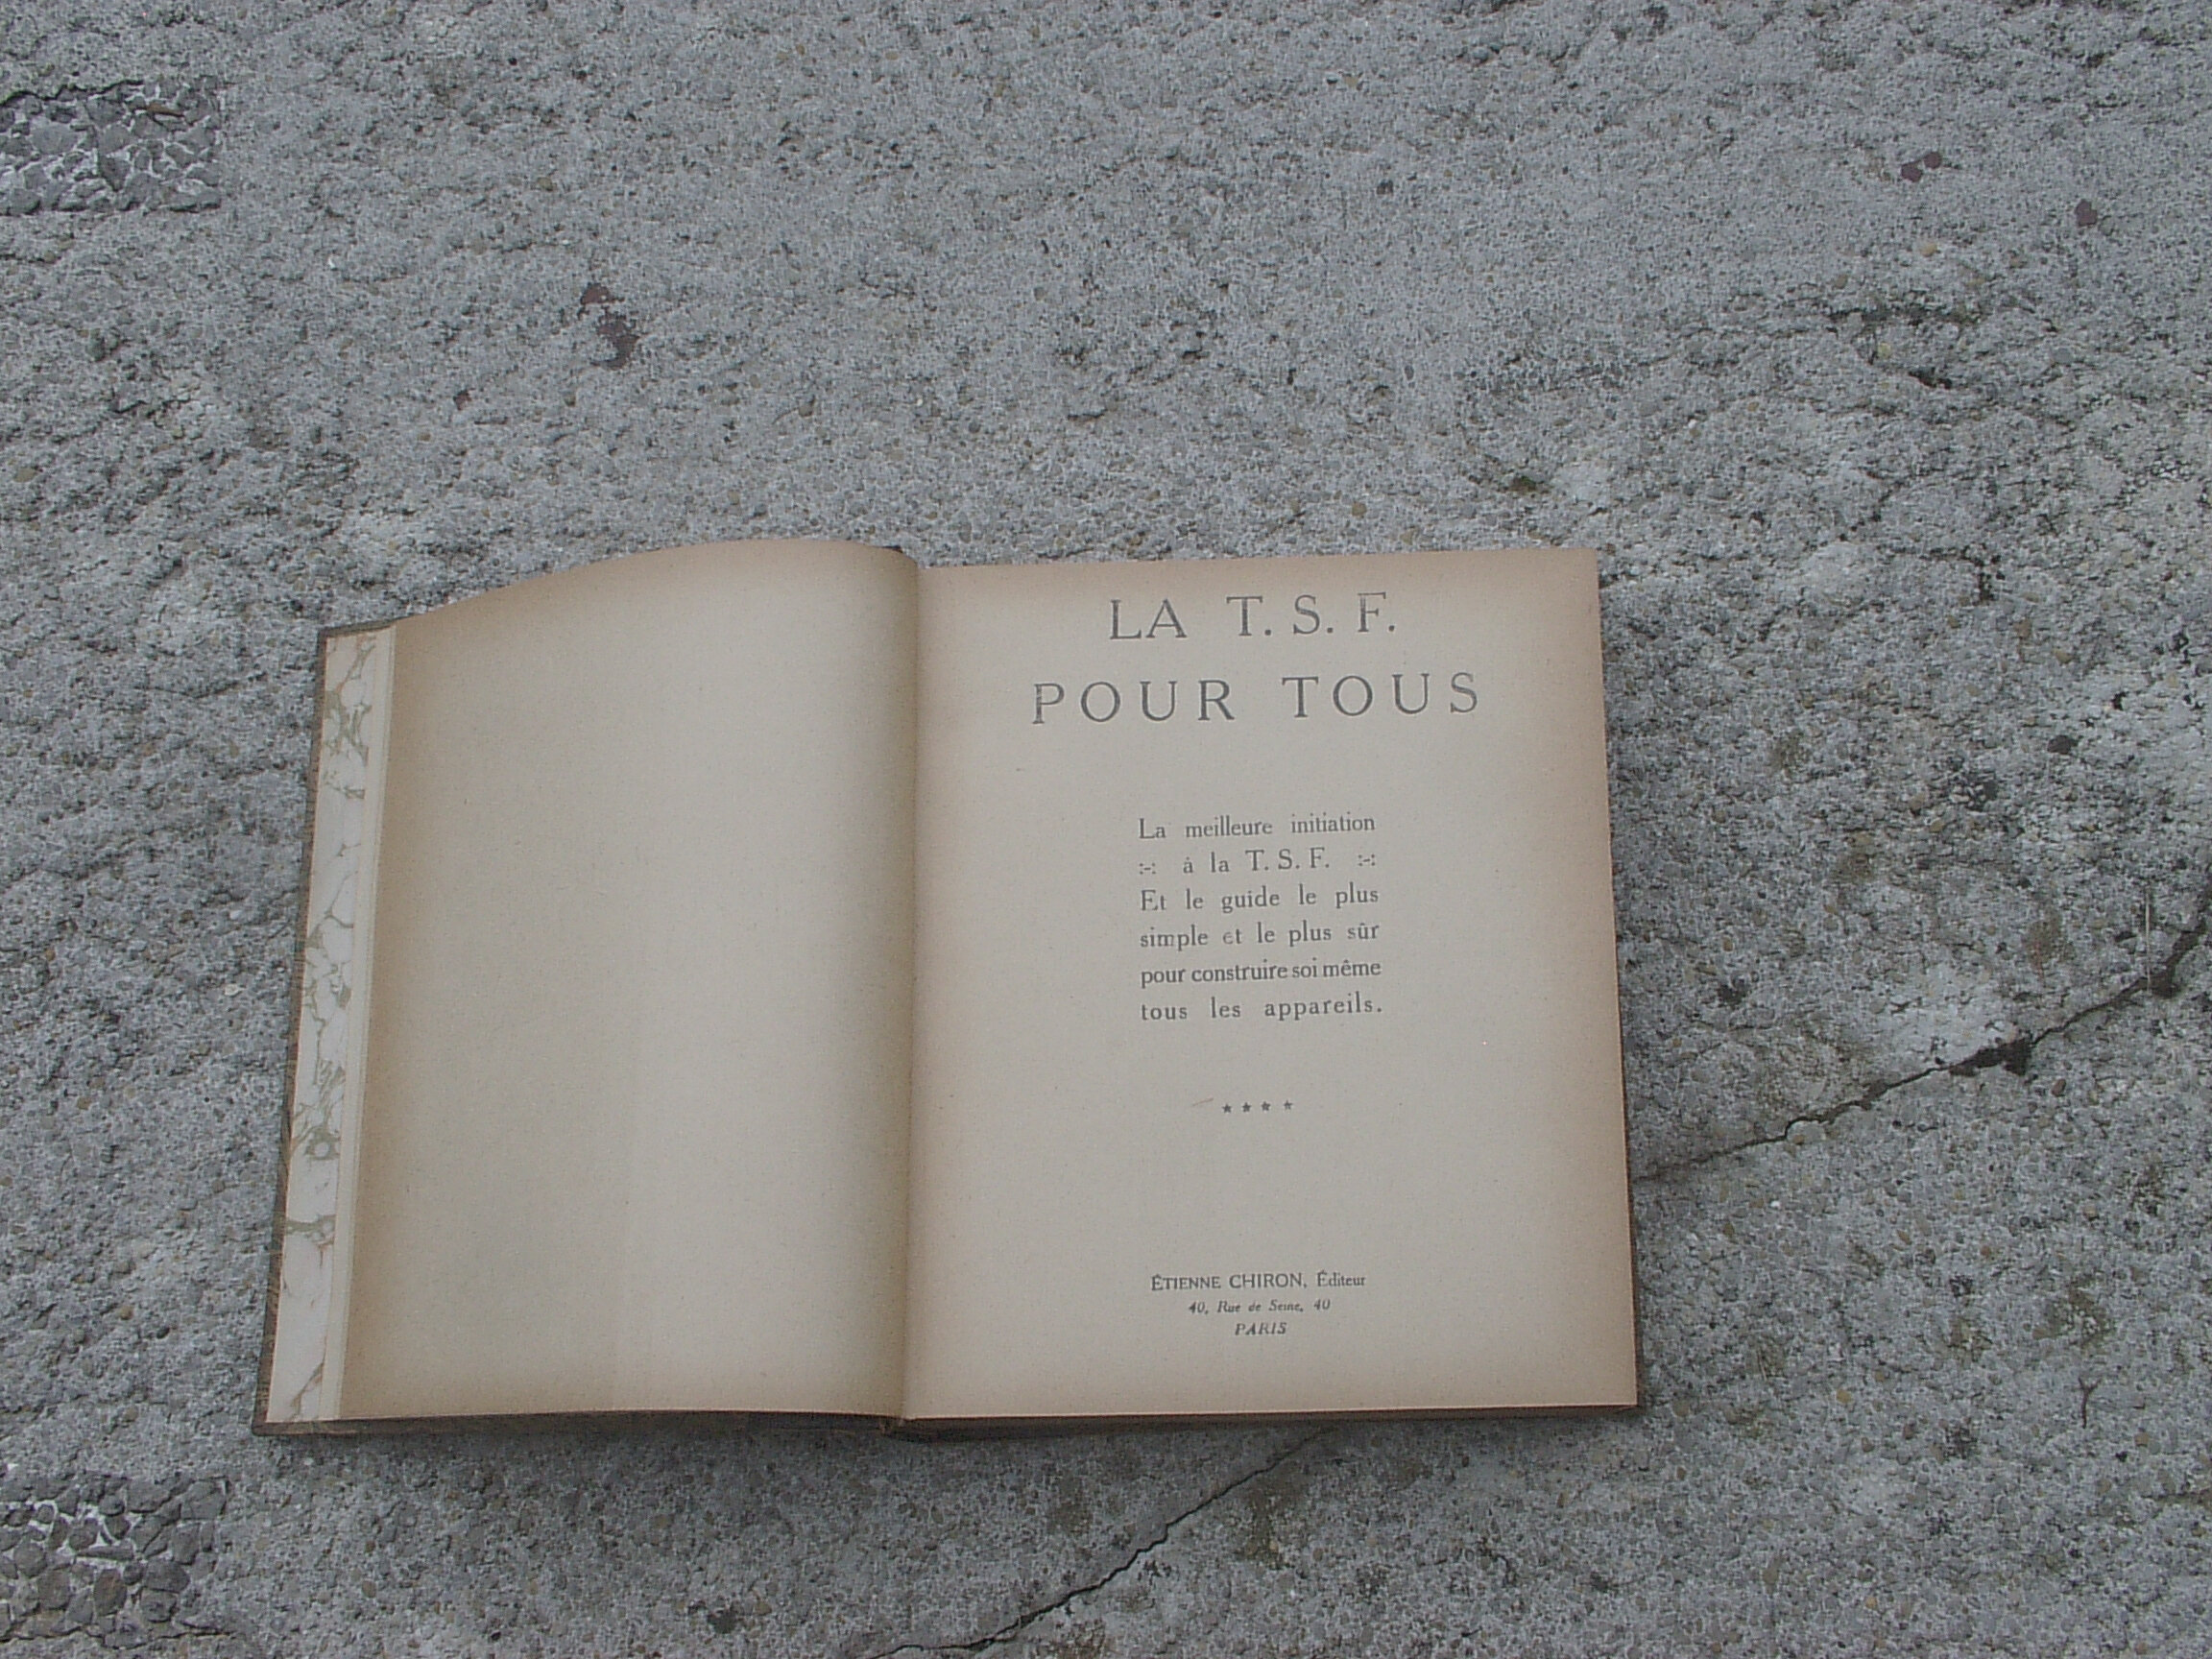 LA T. S. F.
POUR TOUS
La meilleure initiation
:-: à la T. S. F. :-:
Et le guide le plus
simple et le plus sûr
pour construire soi même
tous les appareils.
★ ★ ★ ★
ÉTIENNE CHIRON, Éditeur
40, Rue de Seine, 40
PARIS